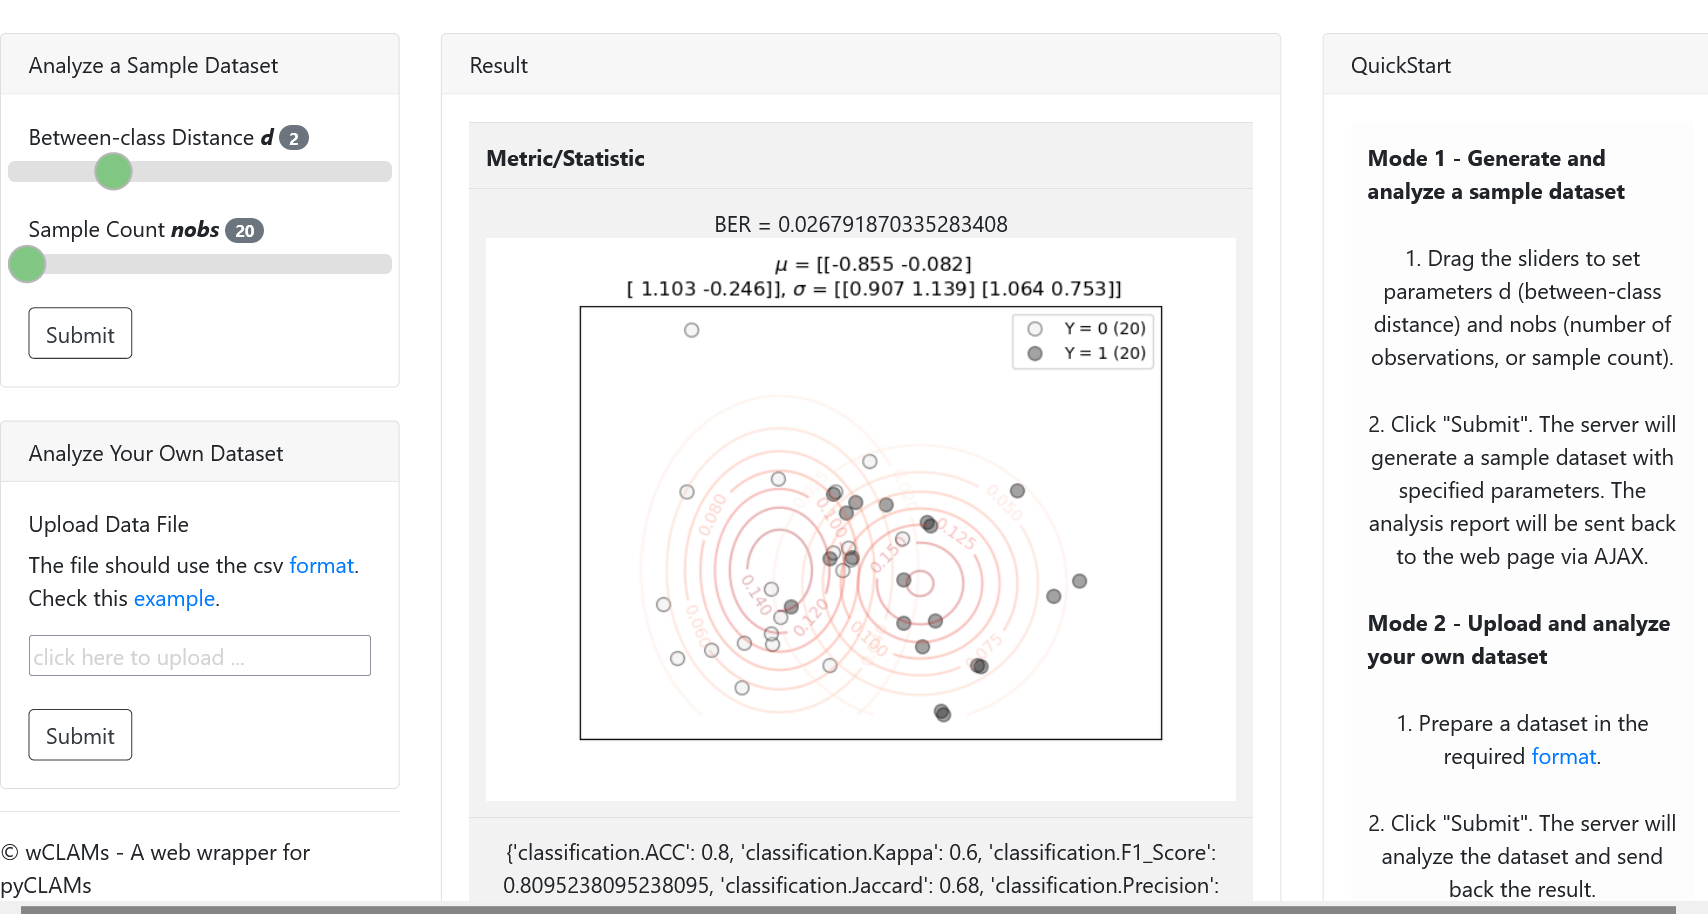 Analyze a Sample Dataset
Between-class Distance d 2
Sample Count nobs 20
Submit
Analyze Your Own Dataset
Upload Data File
The file should use the csv format.
Check this example.
click here to upload ...
Submit
© wCLAMs - A web wrapper for
pyCLAMs
Result
Metric/Statistic
BER = 0.026791870335283408
μ = [[-0.855 -0.082]
[ 1.103 -0.246]], σ = [[0.907 1.139] [1.064 0.753]]
Y = 0 (20)
Y = 1 (20)
0.080
0.100
0.050
0.125
0.150
0.140
0.120
0.060
0.100
0.075
{'classification.ACC': 0.8, 'classification.Kappa': 0.6, 'classification.F1_Score':
0.8095238095238095, 'classification.Jaccard': 0.68, 'classification.Precision':
QuickStart
Mode 1 - Generate and
analyze a sample dataset
1. Drag the sliders to set
parameters d (between-class
distance) and nobs (number of
observations, or sample count).
2. Click "Submit". The server will
generate a sample dataset with
specified parameters. The
analysis report will be sent back
to the web page via AJAX.
Mode 2 - Upload and analyze
your own dataset
1. Prepare a dataset in the
required format.
2. Click "Submit". The server will
analyze the dataset and send
back the result.